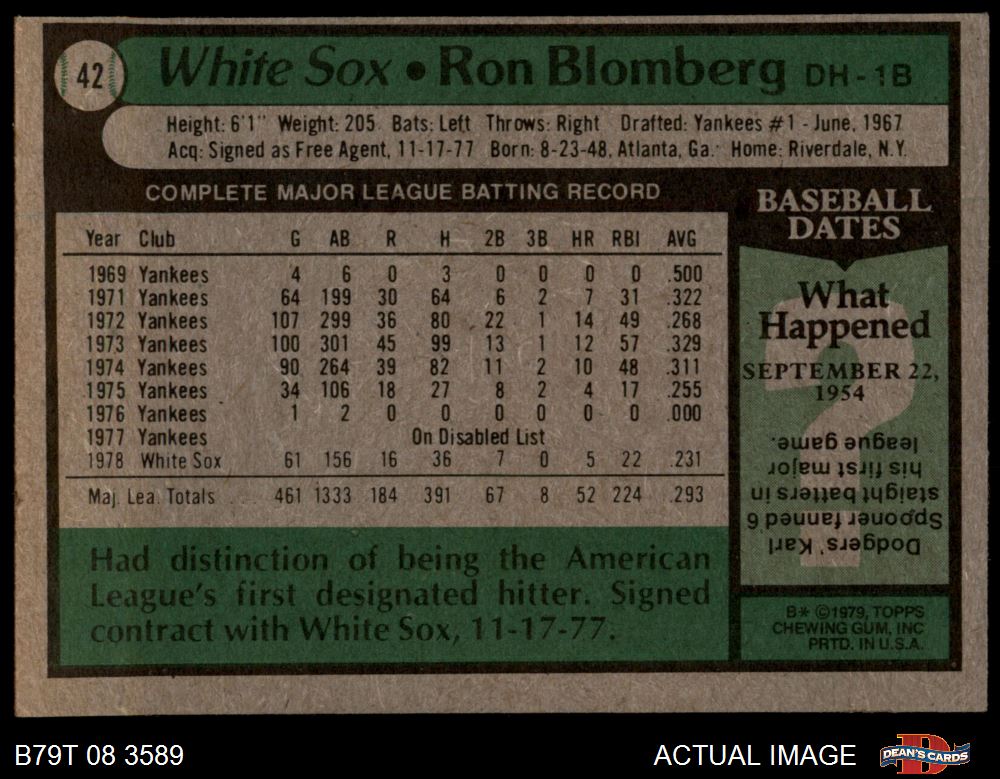 42 White Sox • Ron Blomberg DH - 1B
Height: 6'1" Weight: 205 Bats: Left Throws: Right Drafted: Yankees #1 - June, 1967
Acq: Signed as Free Agent, 11-17-77 Born: 8-23-48, Atlanta, Ga. Home: Riverdale, N.Y.
COMPLETE MAJOR LEAGUE BATTING RECORD
Year Club G AB R H 2B 3B HR RBI AVG
1969 Yankees 4 6 0 3 0 0 0 0 .500
1971 Yankees 64 199 30 64 6 2 7 31 .322
1972 Yankees 107 299 36 80 22 1 14 49 .268
1973 Yankees 100 301 45 99 13 1 12 57 .329
1974 Yankees 90 264 39 82 11 2 10 48 .311
1975 Yankees 34 106 18 27 8 2 4 17 .255
1976 Yankees 1 2 0 0 0 0 0 0 .000
1977 Yankees On Disabled List
1978 White Sox 61 156 16 36 7 0 5 22 .231
Maj. Lea. Totals 461 1333 184 391 67 8 52 224 .293
Had distinction of being the American
League's first designated hitter. Signed
contract with White Sox, 11-17-77.
BASEBALL
DATES
What
Happened
SEPTEMBER 22,
1954
?
Dodgers' Karl
Spooner fanned 6
straight batters in
his first major
league game.
B* ©1979, TOPPS
CHEWING GUM, INC
PRTD. IN U.S.A.
B79T 08 3589
ACTUAL IMAGE
D
DEAN'S CARDS